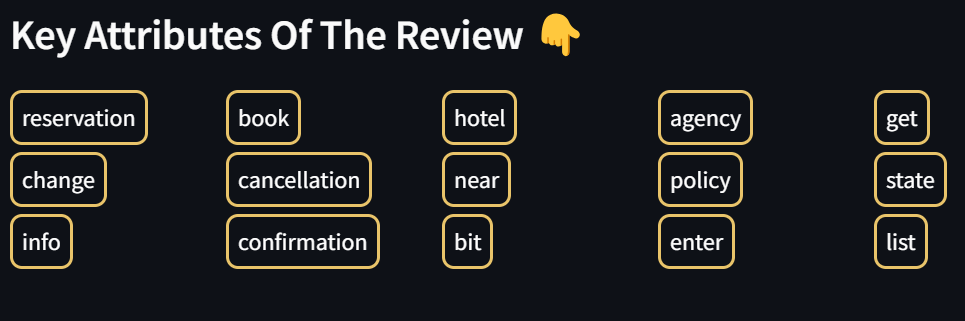 Key Attributes Of The Review 👇
reservation book hotel agency get
change cancellation near policy state
info confirmation bit enter list